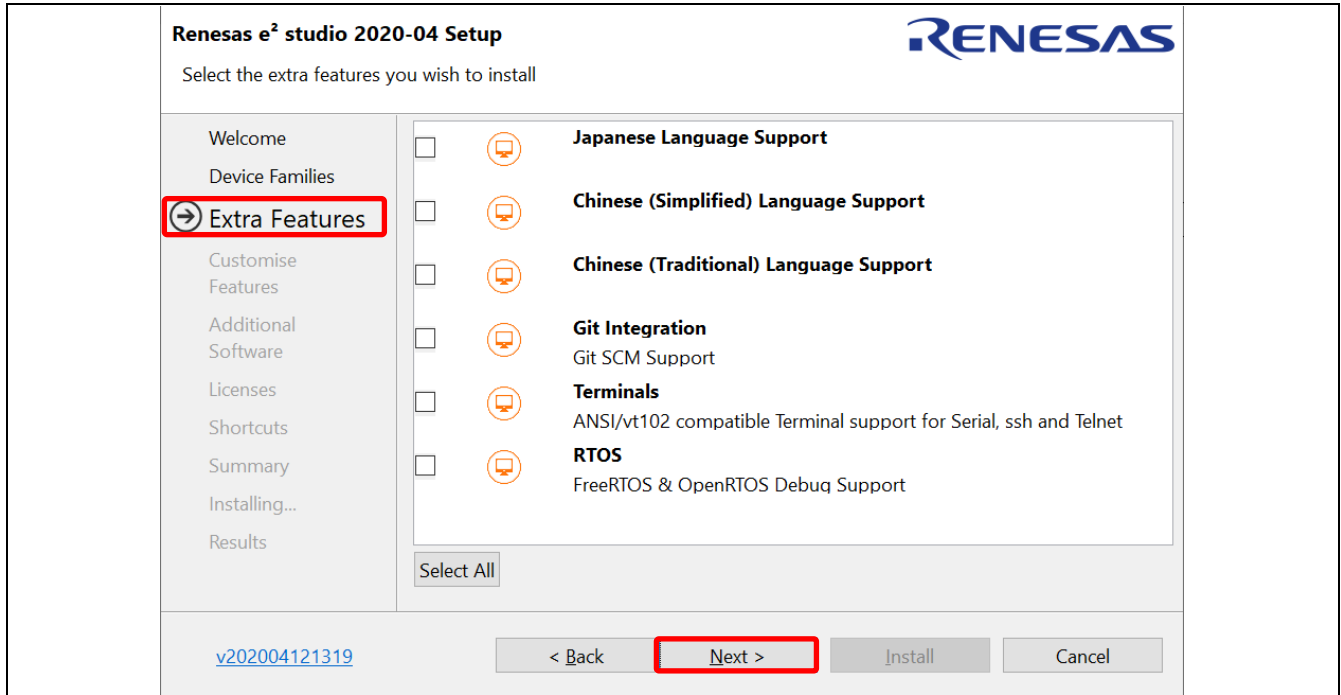 Renesas e² studio 2020-04 Setup
RENESAS
Select the extra features you wish to install
Welcome
Device Families
Extra Features
Customise
Features
Additional
Software
Licenses
Shortcuts
Summary
Installing...
Results
Japanese Language Support
Chinese (Simplified) Language Support
Chinese (Traditional) Language Support
Git Integration
Git SCM Support
Terminals
ANSI/vt102 compatible Terminal support for Serial, ssh and Telnet
RTOS
FreeRTOS & OpenRTOS Debug Support
Select All
v202004121319
< Back
Next >
Install
Cancel